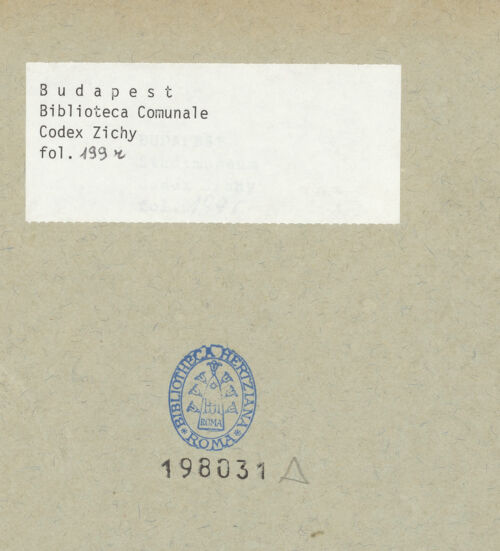 Budapest
Biblioteca Comunale
Codex Zichy
fol. 199 r
BIBLIOTHECA HERTZIANA
ROMA
ROMA
198031